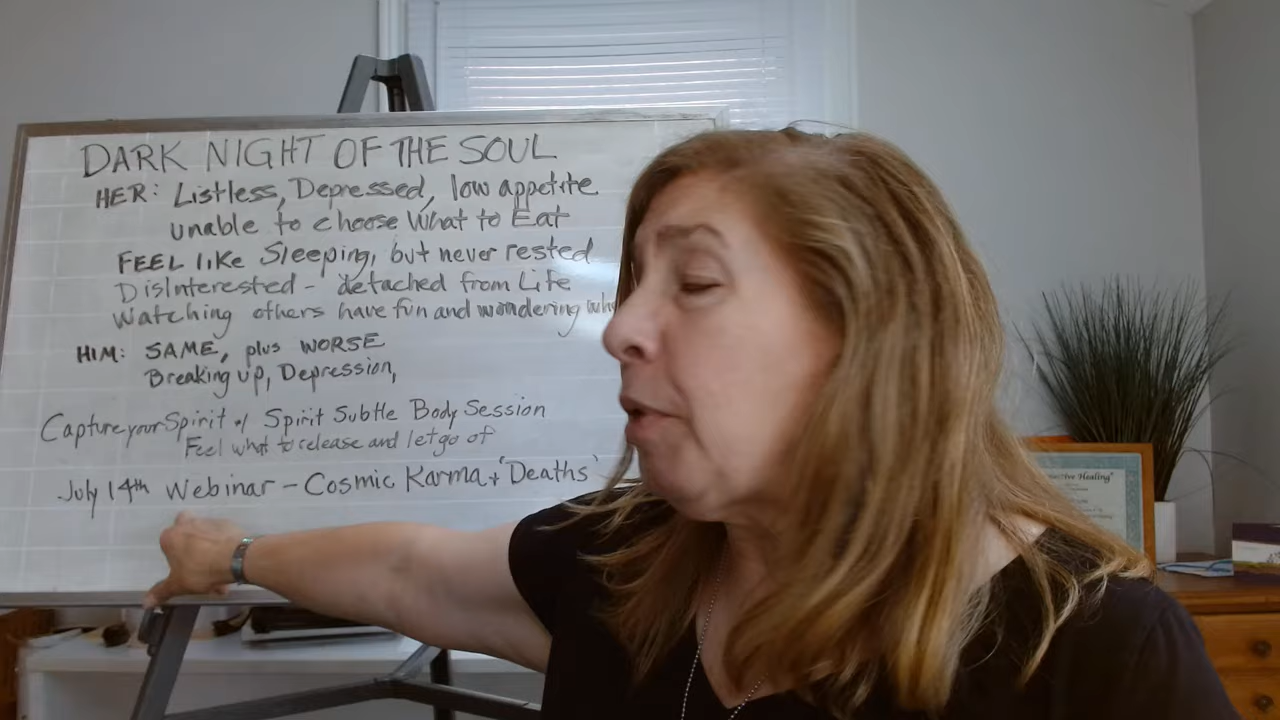 DARK NIGHT OF THE SOUL
HER: Listless, Depressed, low appetite
unable to choose What to Eat
FEEL like Sleeping, but never rested
DisInterested - detached from Life
Watching others have fun and wondering why
HIM: SAME, plus WORSE
Breaking up, Depression,
Capture your Spirit w/ Spirit Subtle Body Session
Feel what to release and let go of
July 14th Webinar - Cosmic Karma + 'Deaths'
Healing"